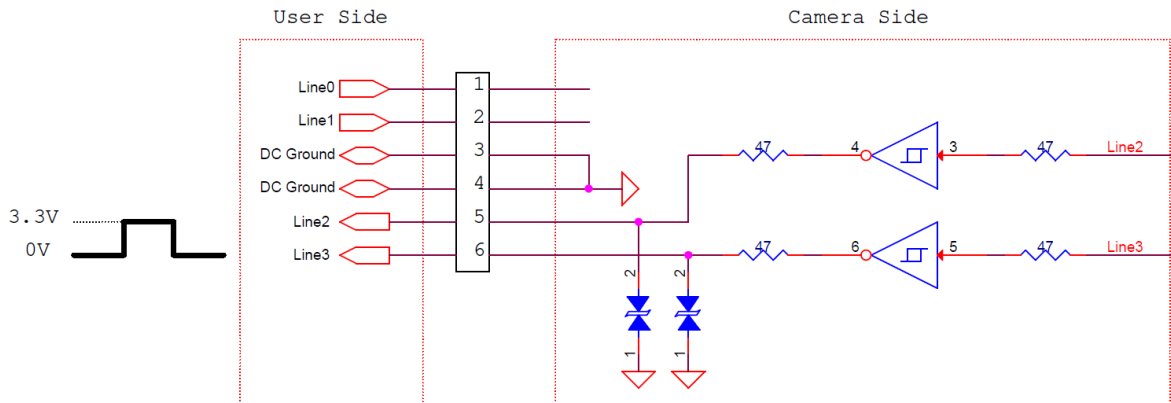 User Side
Camera Side
Line0
1
Line1
2
47
4
3
47
Line2
DC Ground
3
DC Ground
4
3.3V
Line2
5
0V
Line3
6
47
6
5
47
Line3
2
2
1
1